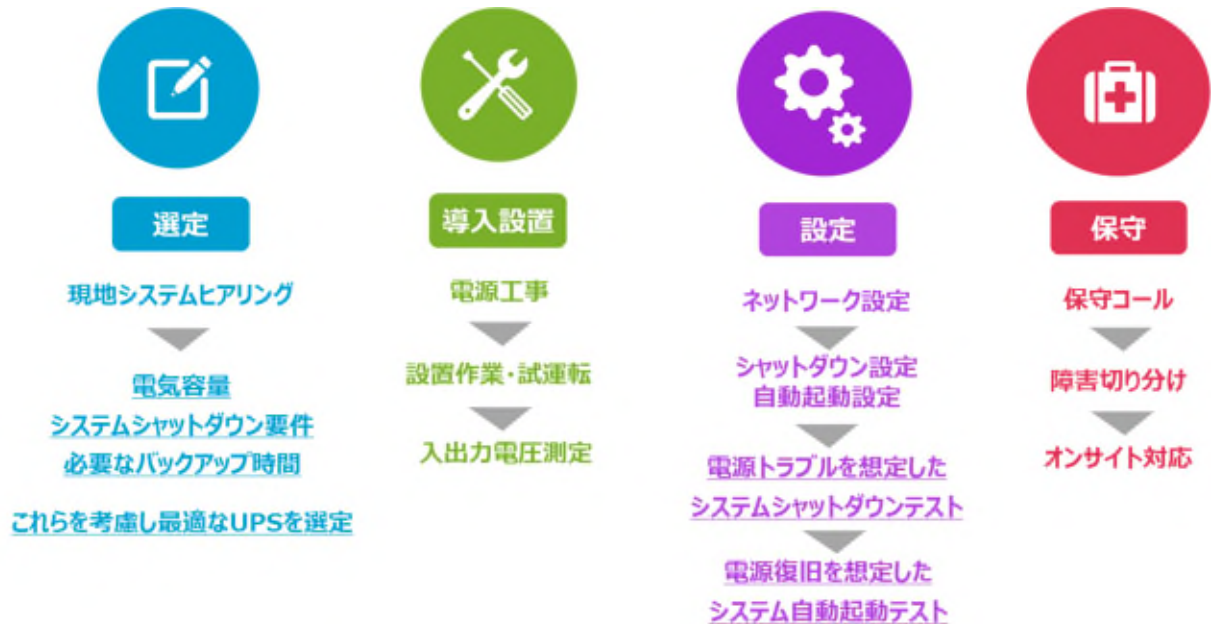 選定
現地システムヒアリング
電気容量
システムシャットダウン要件
必要なバックアップ時間
これらを考慮し最適なUPSを選定
導入設置
電源工事
設置作業・試運転
入出力電圧測定
設定
ネットワーク設定
シャットダウン設定
自動起動設定
電源トラブルを想定した
システムシャットダウンテスト
電源復旧を想定した
システム自動起動テスト
保守
保守コール
障害切り分け
オンサイト対応